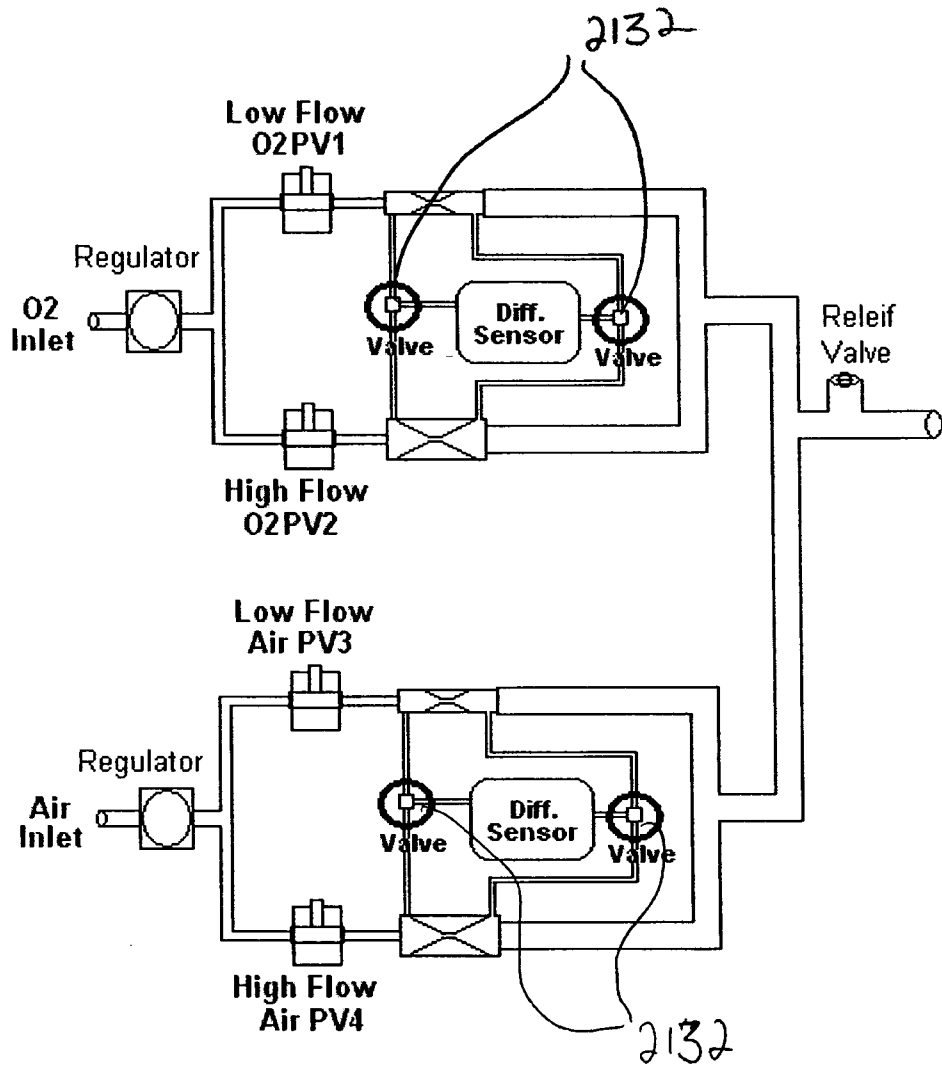 2132
Low Flow
O2PV1
Regulator
O2
Inlet
Diff.
Sensor
Valve
Valve
Releif
Valve
High Flow
O2PV2
Low Flow
Air PV3
Regulator
Air
Inlet
Diff.
Sensor
Valve
Valve
High Flow
Air PV4
2132